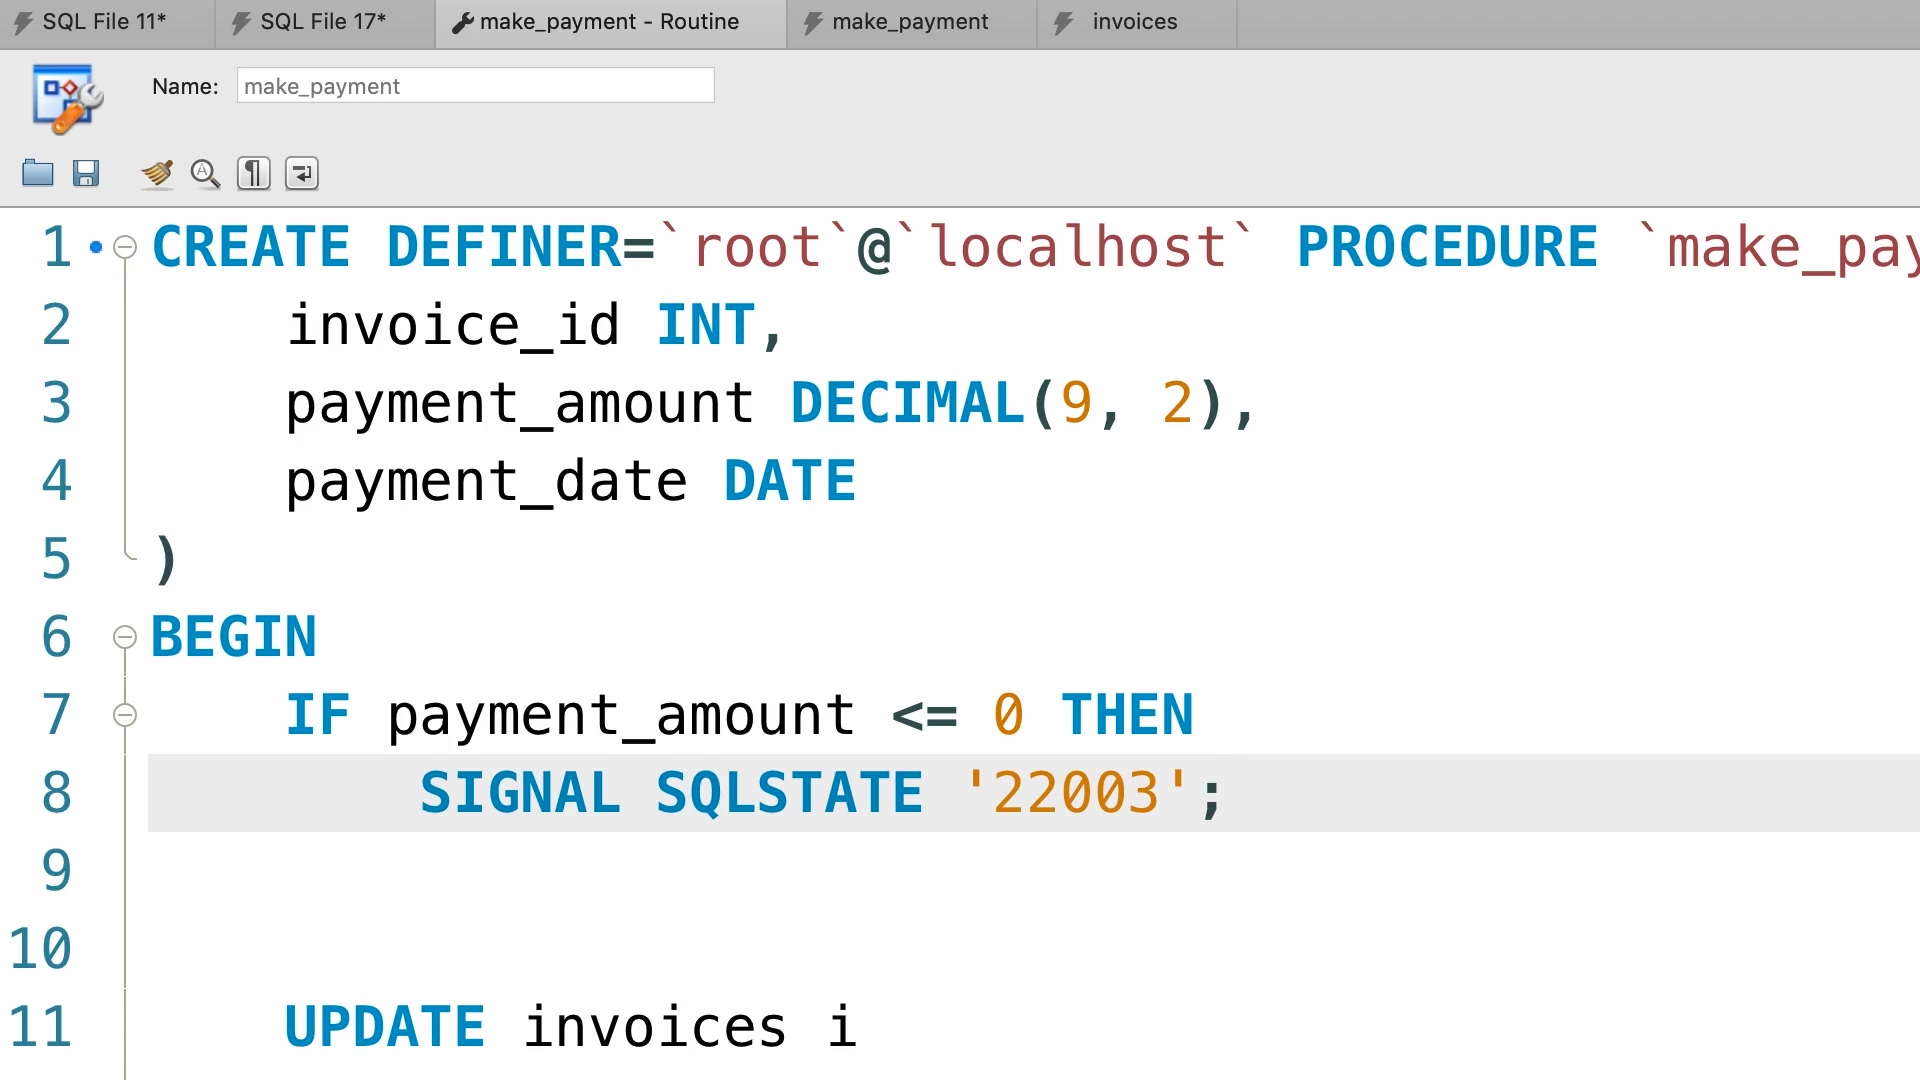 SQL File 11* SQL File 17* make_payment - Routine make_payment invoices
Name: make_payment
1 CREATE DEFINER=`root`@`localhost` PROCEDURE `make_pay
2 invoice_id INT,
3 payment_amount DECIMAL(9, 2),
4 payment_date DATE
5 )
6 BEGIN
7 IF payment_amount <= 0 THEN
8 SIGNAL SQLSTATE '22003';
9
10
11 UPDATE invoices i